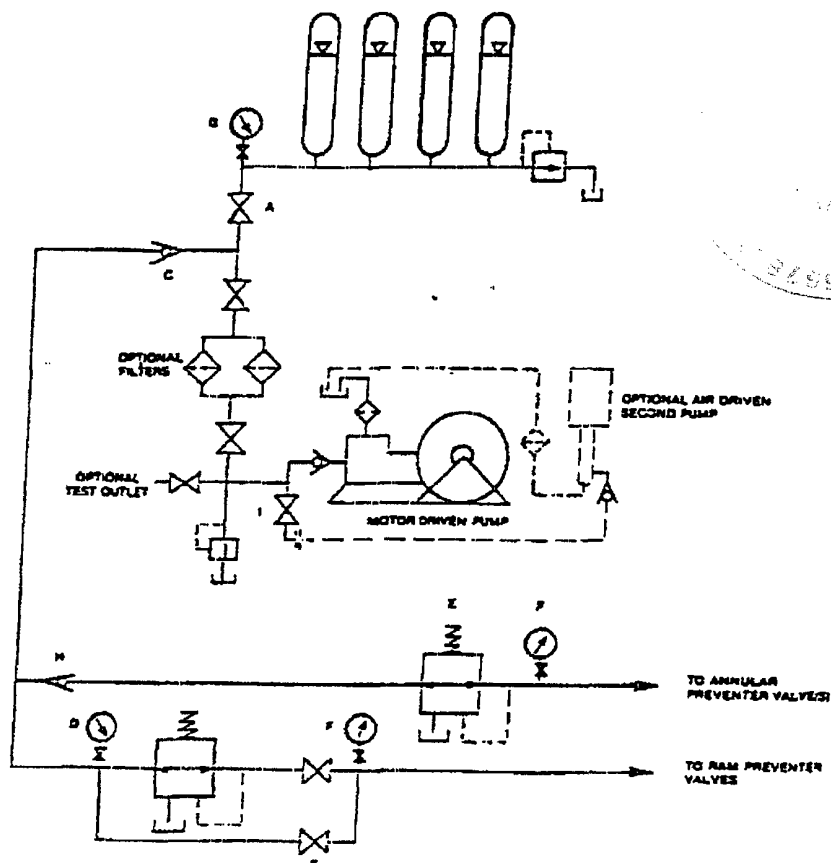 A
C
OPTIONAL
FILTERS
OPTIONAL AIR DRIVEN
SECOND PUMP
OPTIONAL
TEST OUTLET
I
MOTOR DRIVEN PUMP
E
F
H
TO ANNULAR
PREVENTER VALVE(S)
D
F
TO RAM PREVENTER
VALVES